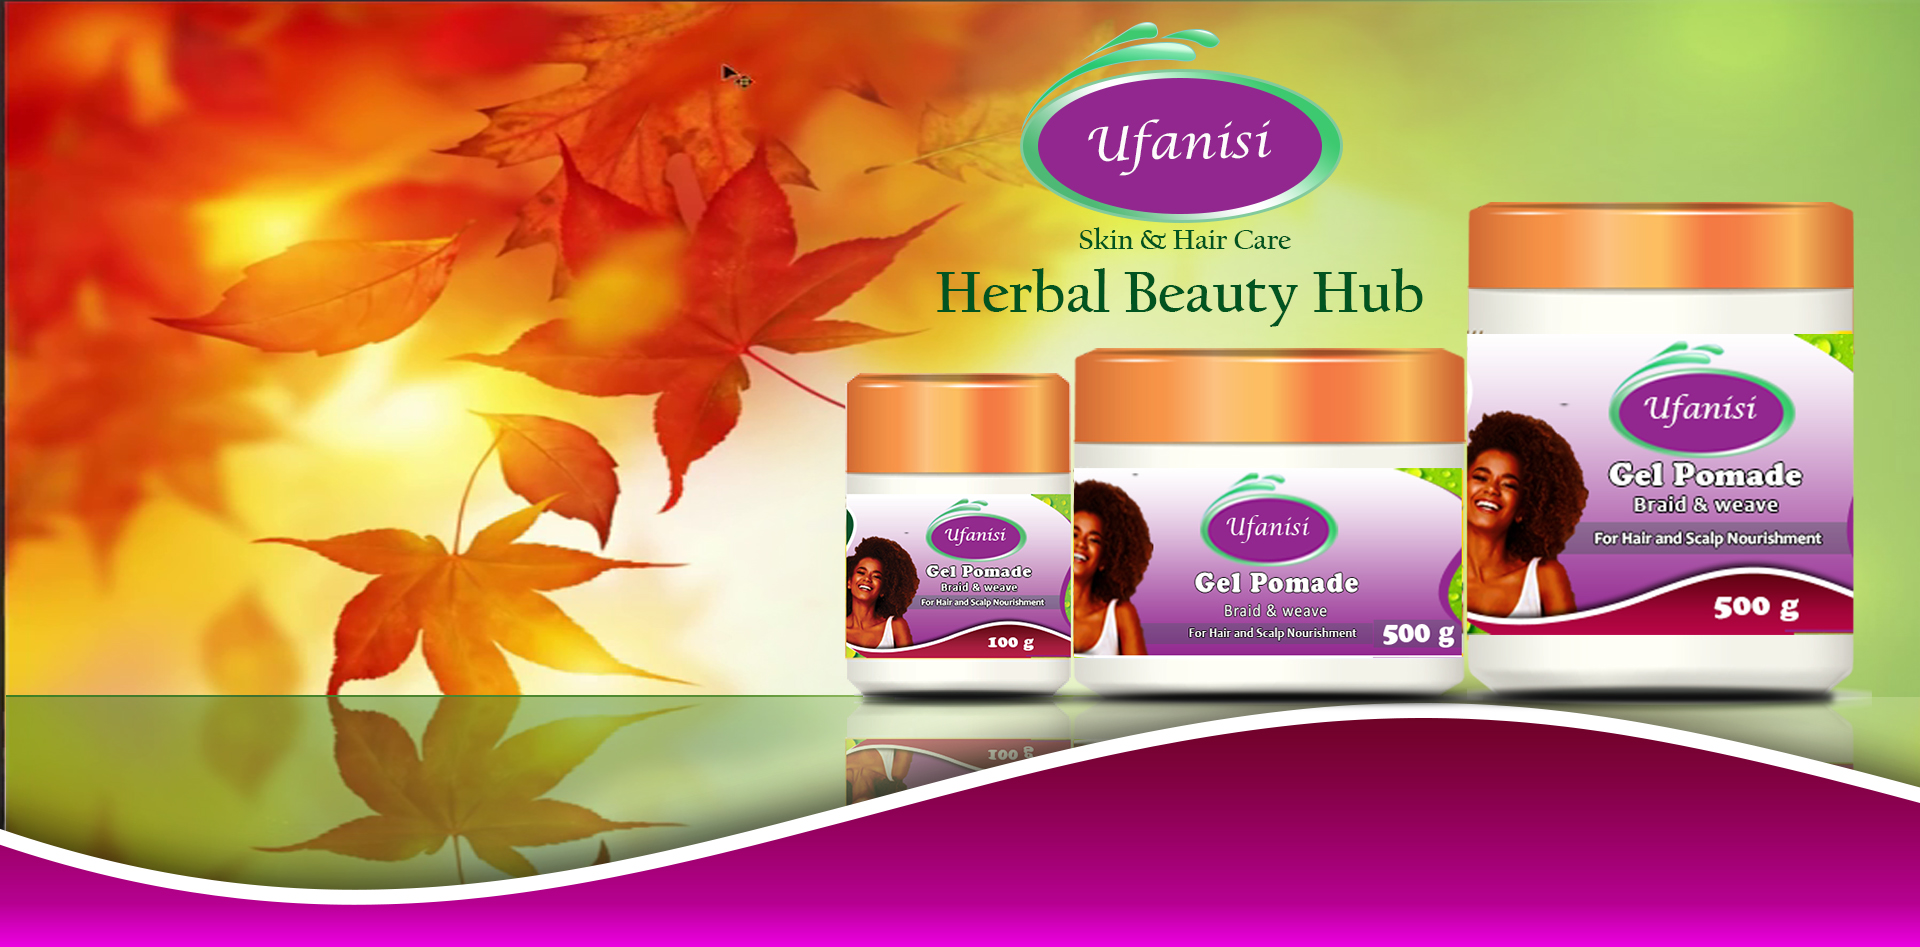 Ufanisi
Skin & Hair Care
Herbal Beauty Hub
Ufanisi
Gel Pomade
Braid & weave
For Hair and Scalp Nourishment
100 g
Ufanisi
Gel Pomade
Braid & weave
For Hair and Scalp Nourishment
500 g
Ufanisi
Gel Pomade
Braid & weave
For Hair and Scalp Nourishment
500 g
100 g